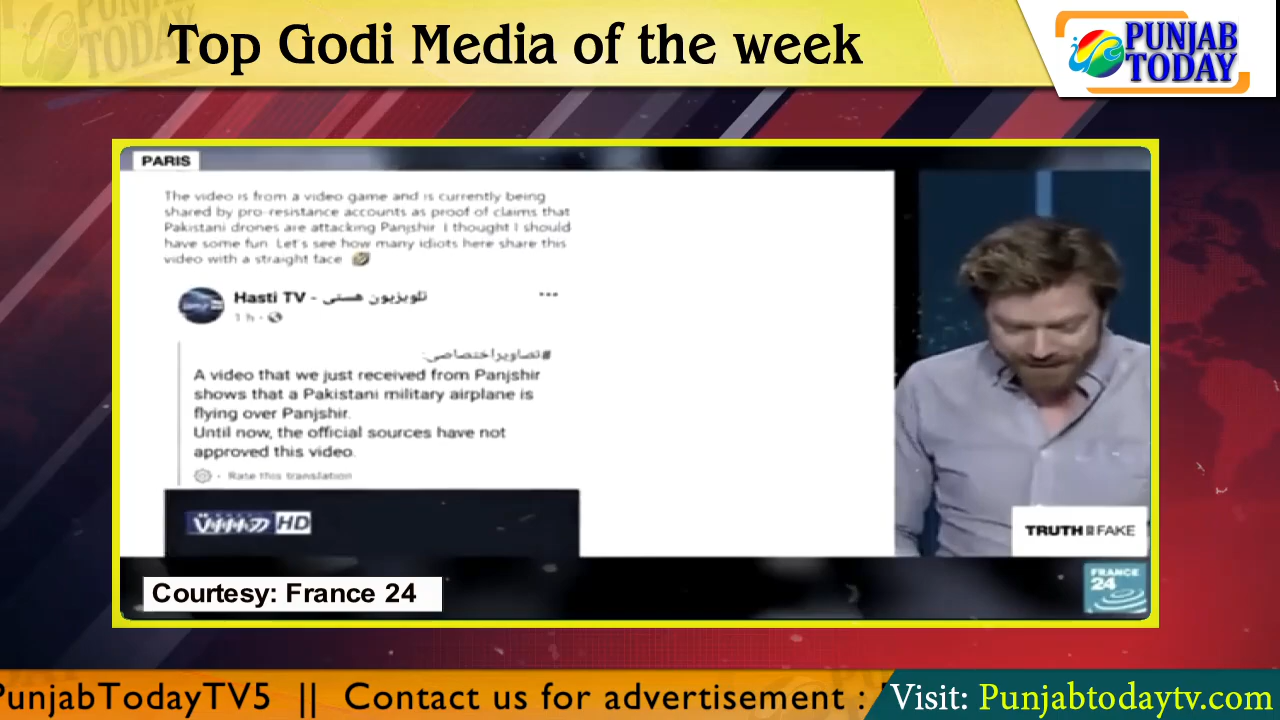 Top Godi Media of the week
PUNJAB
TODAY
PARIS
The video is from a video game and is currently being
shared by pro-resistance accounts as proof of claims that
Pakistani drones are attacking Panjshir. I thought I should
have some fun. Let's see how many idiots here share this
video with a straight face
Hasti TV - تلویزیون هستی
1 h ·
#تصاویراختصاصی:
A video that we just received from Panjshir
shows that a Pakistani military airplane is
flying over Panjshir.
Until now, the official sources have not
approved this video.
· Rate this translation
HD
TRUTH OR FAKE
FRANCE
24
Courtesy: France 24
PunjabTodayTV5 || Contact us for advertisement :
Visit: Punjabtodaytv.com